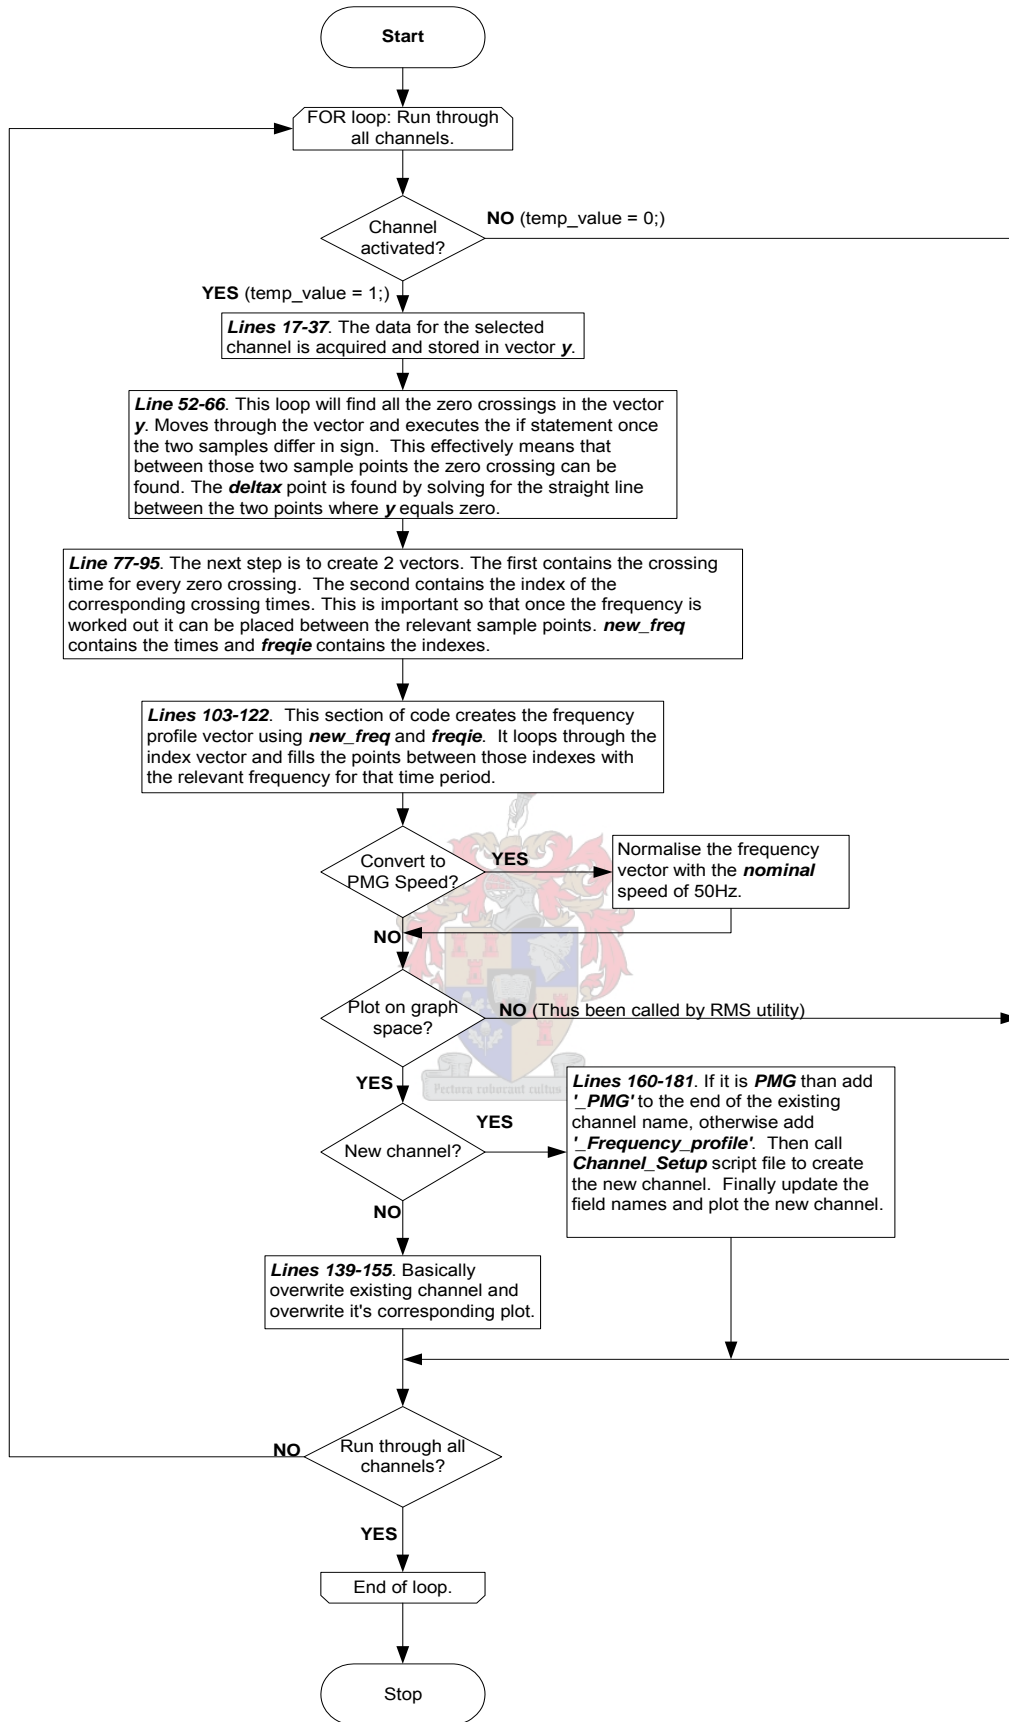 Start
FOR loop: Run through
all channels.
Channel
activated?
NO (temp_value = 0;)
YES (temp_value = 1;)
Lines 17-37. The data for the selected
channel is acquired and stored in vector y.
Line 52-66. This loop will find all the zero crossings in the vector
y. Moves through the vector and executes the if statement once
the two samples differ in sign.  This effectively means that
between those two sample points the zero crossing can be
found. The deltax point is found by solving for the straight line
between the two points where y equals zero.
Line 77-95. The next step is to create 2 vectors. The first contains the crossing
time for every zero crossing.  The second contains the index of the
corresponding crossing times. This is important so that once the frequency is
worked out it can be placed between the relevant sample points. new_freq
contains the times and freqie contains the indexes.
Lines 103-122.  This section of code creates the frequency
profile vector using new_freq and freqie.  It loops through the
index vector and fills the points between those indexes with
the relevant frequency for that time period.
Convert to
PMG Speed?
YES
Normalise the frequency
vector with the nominal
speed of 50Hz.
NO
Plot on graph
space?
NO (Thus been called by RMS utility)
YES
Pectora roborant cultus
New channel?
YES
Lines 160-181. If it is PMG than add
'_PMG' to the end of the existing
channel name, otherwise add
'_Frequency_profile'.  Then call
Channel_Setup script file to create
the new channel.  Finally update the
field names and plot the new channel.
NO
Lines 139-155. Basically
overwrite existing channel and
overwrite it's corresponding plot.
Run through all
channels?
NO
YES
End of loop.
Stop